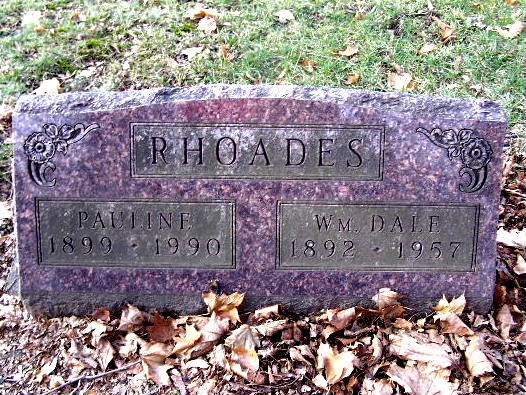 RHOADES
PAULINE
1899 · 1990
WM. DALE
1892 · 1957